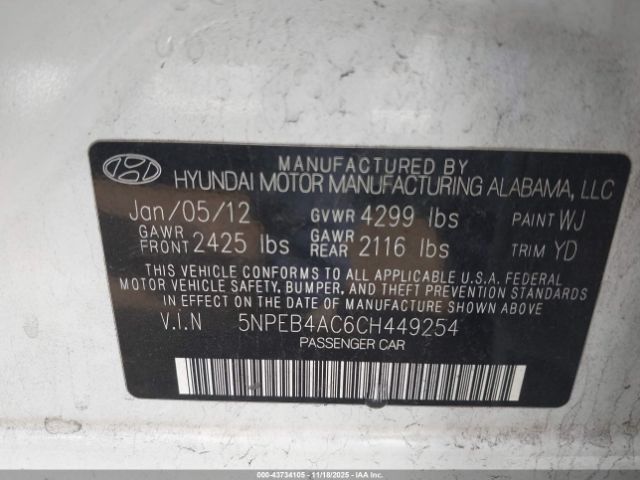 MANUFACTURED BY
HYUNDAI MOTOR MANUFACTURING ALABAMA, LLC
Jan/05/12 GVWR 4299 lbs PAINT WJ
GAWR FRONT 2425 lbs GAWR REAR 2116 lbs TRIM YD
THIS VEHICLE CONFORMS TO ALL APPLICABLE U.S.A. FEDERAL
MOTOR VEHICLE SAFETY, BUMPER, AND THEFT PREVENTION STANDARDS
IN EFFECT ON THE DATE OF MANUFACTURE SHOWN ABOVE
V.I.N 5NPEB4AC6CH449254
PASSENGER CAR
000-43734105 - 11/18/2025 - IAAI.COM